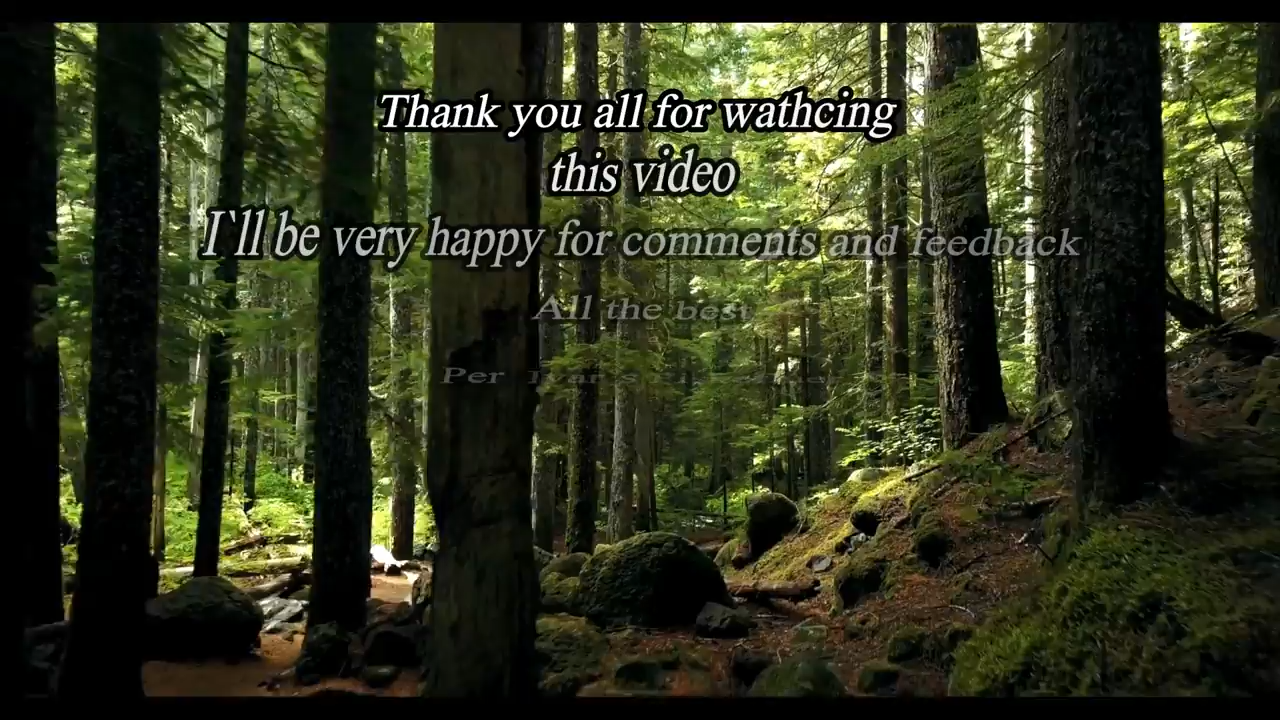 Thank you all for wathcing
this video
I`ll be very happy for comments and feedback
All the best
Per